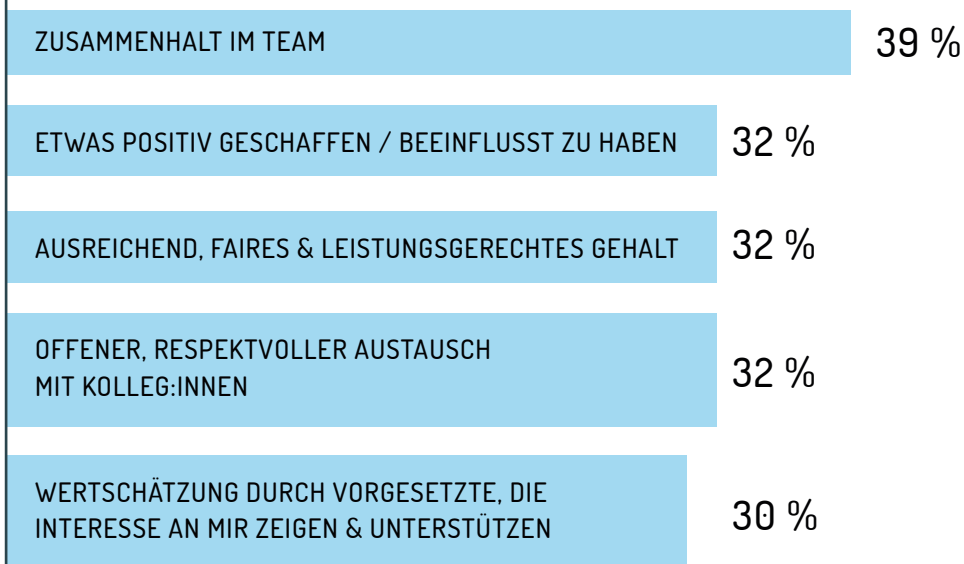 ZUSAMMENHALT IM TEAM 39 %
ETWAS POSITIV GESCHAFFEN / BEEINFLUSST ZU HABEN 32 %
AUSREICHEND, FAIRES & LEISTUNGSGERECHTES GEHALT 32 %
OFFENER, RESPEKTVOLLER AUSTAUSCH
MIT KOLLEG:INNEN
32 %
WERTSCHÄTZUNG DURCH VORGESETZTE, DIE
INTERESSE AN MIR ZEIGEN & UNTERSTÜTZEN
30 %